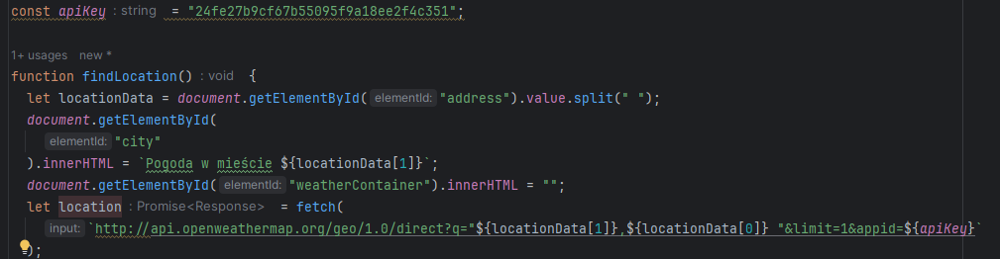 const apiKey : string = "24fe27b9cf67b55095f9a18ee2f4c351";
1+ usages new *
function findLocation() : void {
let locationData = document.getElementById( elementId: "address").value.split(" ");
document.getElementById(
elementId: "city"
).innerHTML = `Pogoda w mieście ${locationData[1]}`;
document.getElementById( elementId: "weatherContainer").innerHTML = "";
let location : Promise<Response> = fetch(
input: `http://api.openweathermap.org/geo/1.0/direct?q="${locationData[1]},${locationData[0]} "&limit=1&appid=${apiKey}`
);